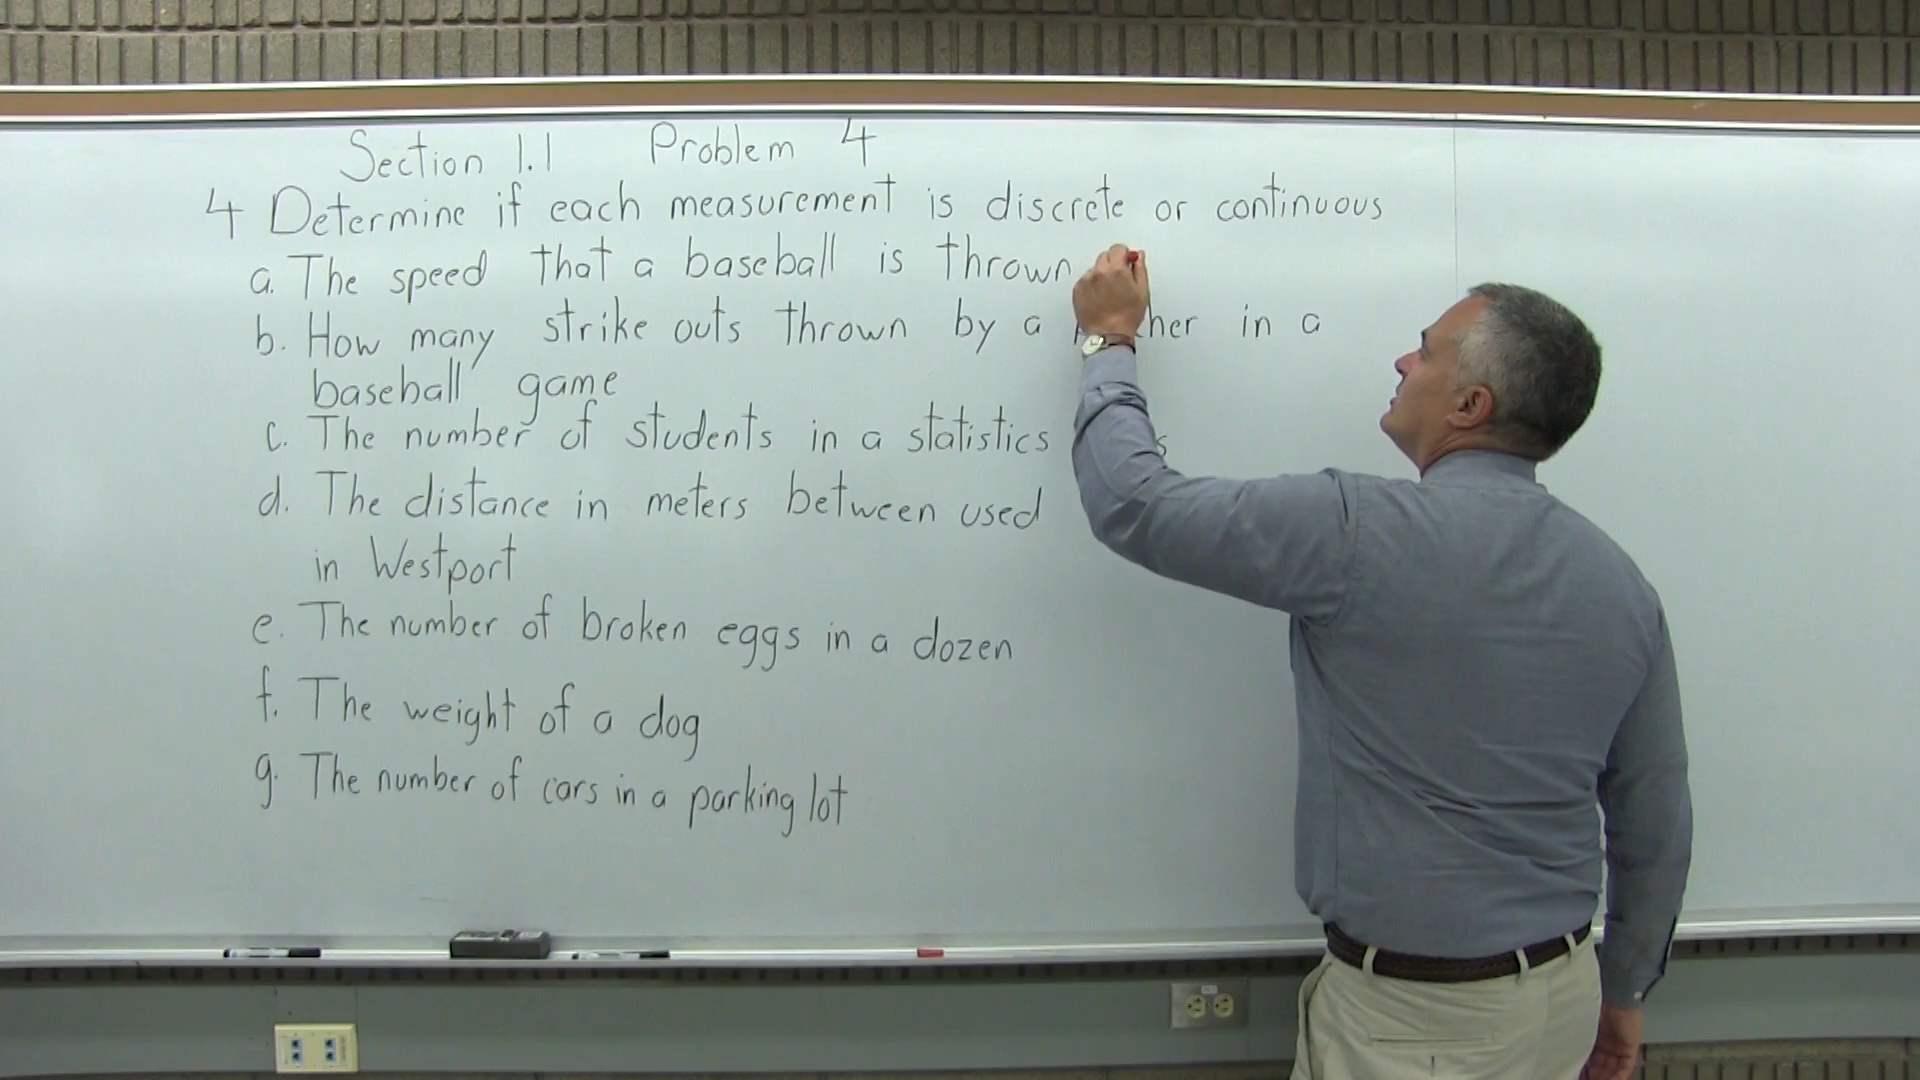 Section 1.1 Problem 4
4 Determine if each measurement is discrete or continuous
a. The speed that a baseball is thrown
b. How many strike outs thrown by a in a
baseball game
c. The number of students in a statistics
d. The distance in meters between used
in Westport
e. The number of broken eggs in a dozen
f. The weight of a dog
g. The number of cars in a parking lot